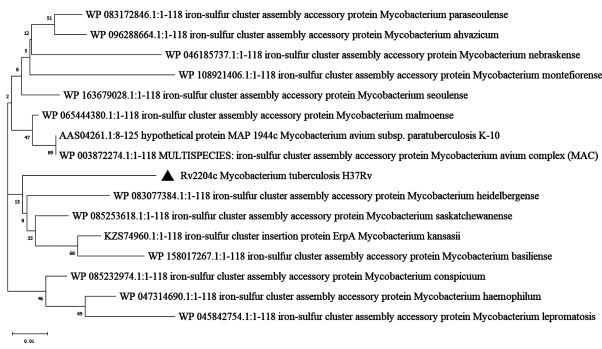 WP 083172846.1:1-118 iron-sulfur cluster assembly accessory protein Mycobacterium paraseoulense
51
WP 096288664.1:1-118 iron-sulfur cluster assembly accessory protein Mycobacterium ahvazicum
12
WP 046185737.1:1-118 iron-sulfur cluster assembly accessory protein Mycobacterium nebraskense
5
WP 108921406.1:1-118 iron-sulfur cluster assembly accessory protein Mycobacterium montefiorense
8
WP 163679028.1:1-118 iron-sulfur cluster assembly accessory protein Mycobacterium seoulense
2
WP 065444380.1:1-118 iron-sulfur cluster assembly accessory protein Mycobacterium malmoense
47
AAS04261.1:8-125 hypothetical protein MAP 1944c Mycobacterium avium subsp. paratuberculosis K-10
89
WP 003872274.1:1-118 MULTISPECIES: iron-sulfur cluster assembly accessory protein Mycobacterium avium complex (MAC)
Rv2204c Mycobacterium tuberculosis H37Rv
13
WP 083077384.1:1-118 iron-sulfur cluster assembly accessory protein Mycobacterium heidelbergense
8
WP 085253618.1:1-118 iron-sulfur cluster assembly accessory protein Mycobacterium saskatchewanense
33
KZS74960.1:1-118 iron-sulfur cluster insertion protein ErpA Mycobacterium kansasii
68
WP 158017267.1:1-118 iron-sulfur cluster assembly accessory protein Mycobacterium basiliense
WP 085232974.1:1-118 iron-sulfur cluster assembly accessory protein Mycobacterium conspicuum
46
WP 047314690.1:1-118 iron-sulfur cluster assembly accessory protein Mycobacterium haemophilum
69
WP 045842754.1:1-118 iron-sulfur cluster assembly accessory protein Mycobacterium lepromatosis
0.01